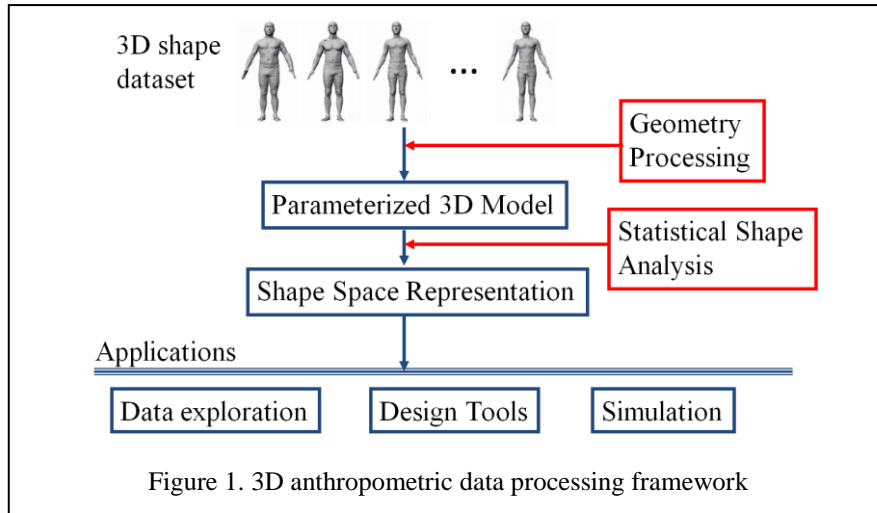 3D shape
dataset
...
Geometry
Processing
Parameterized 3D Model
Statistical Shape
Analysis
Shape Space Representation
Applications
Data exploration
Design Tools
Simulation
Figure 1. 3D anthropometric data processing framework